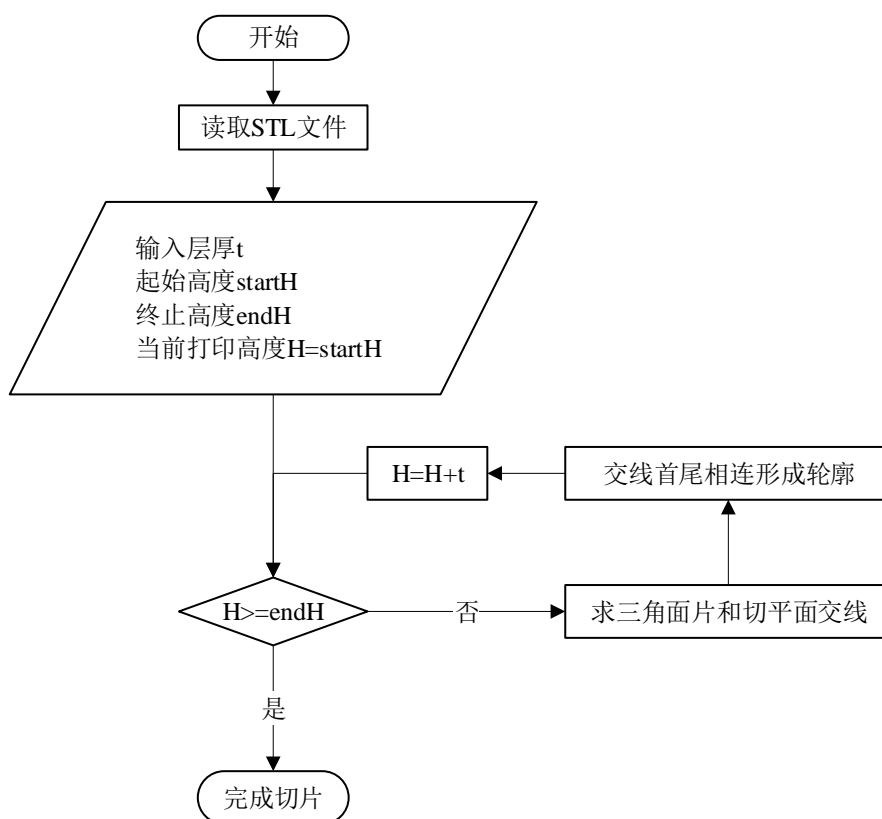 开始
读取STL文件
输入层厚t
起始高度startH
终止高度endH
当前打印高度H=startH
H=H+t
交线首尾相连形成轮廓
H>=endH
否
求三角面片和切平面交线
是
完成切片